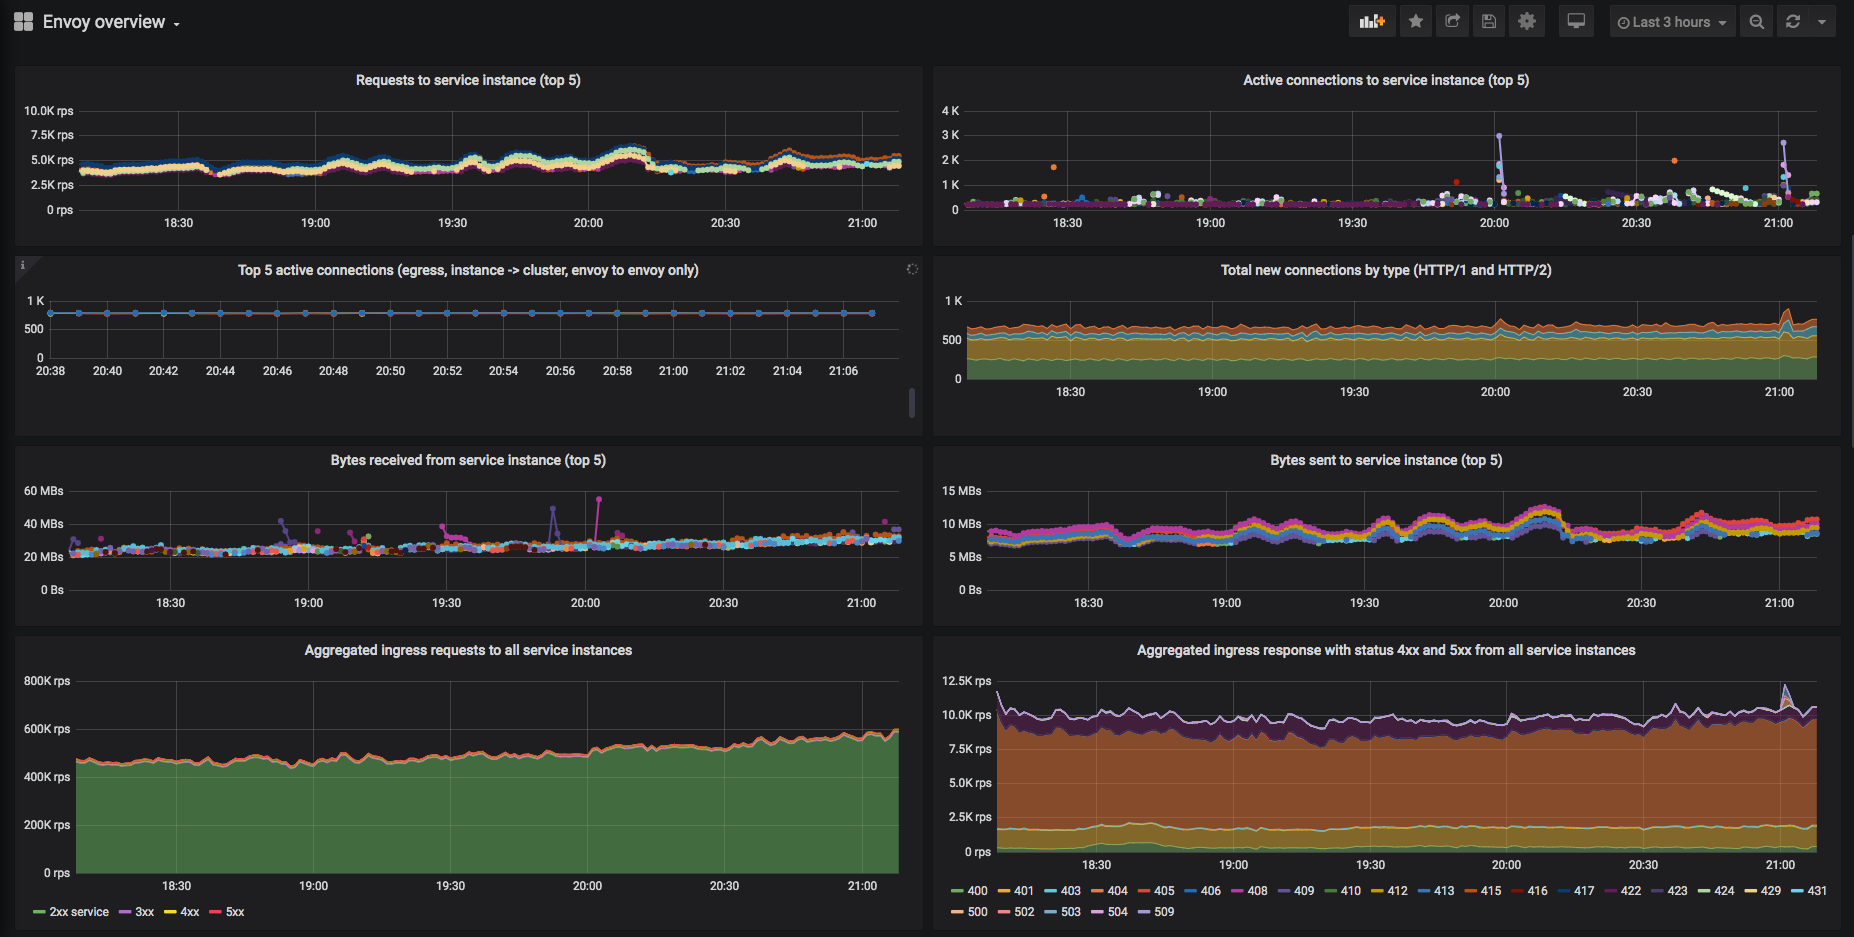 Envoy overview
Last 3 hours
Requests to service instance (top 5)
10.0K rps
7.5K rps
5.0K rps
2.5K rps
0 rps
18:30 19:00 19:30 20:00 20:30 21:00
Active connections to service instance (top 5)
4 K
3 K
2 K
1 K
0
18:30 19:00 19:30 20:00 20:30 21:00
i
Top 5 active connections (egress, instance -> cluster, envoy to envoy only)
1 K
500
0
20:38 20:40 20:42 20:44 20:46 20:48 20:50 20:52 20:54 20:56 20:58 21:00 21:02 21:04 21:06
Total new connections by type (HTTP/1 and HTTP/2)
1 K
500
0
18:30 19:00 19:30 20:00 20:30 21:00
Bytes received from service instance (top 5)
60 MBs
40 MBs
20 MBs
0 Bs
18:30 19:00 19:30 20:00 20:30 21:00
Bytes sent to service instance (top 5)
15 MBs
10 MBs
5 MBs
0 Bs
18:30 19:00 19:30 20:00 20:30 21:00
Aggregated ingress requests to all service instances
800K rps
600K rps
400K rps
200K rps
0 rps
18:30 19:00 19:30 20:00 20:30 21:00
2xx service 3xx 4xx 5xx
Aggregated ingress response with status 4xx and 5xx from all service instances
12.5K rps
10.0K rps
7.5K rps
5.0K rps
2.5K rps
0 rps
18:30 19:00 19:30 20:00 20:30 21:00
400 401 403 404 405 406 408 409 410 412 413 415 416 417 422 423 424 429 431
500 502 503 504 509